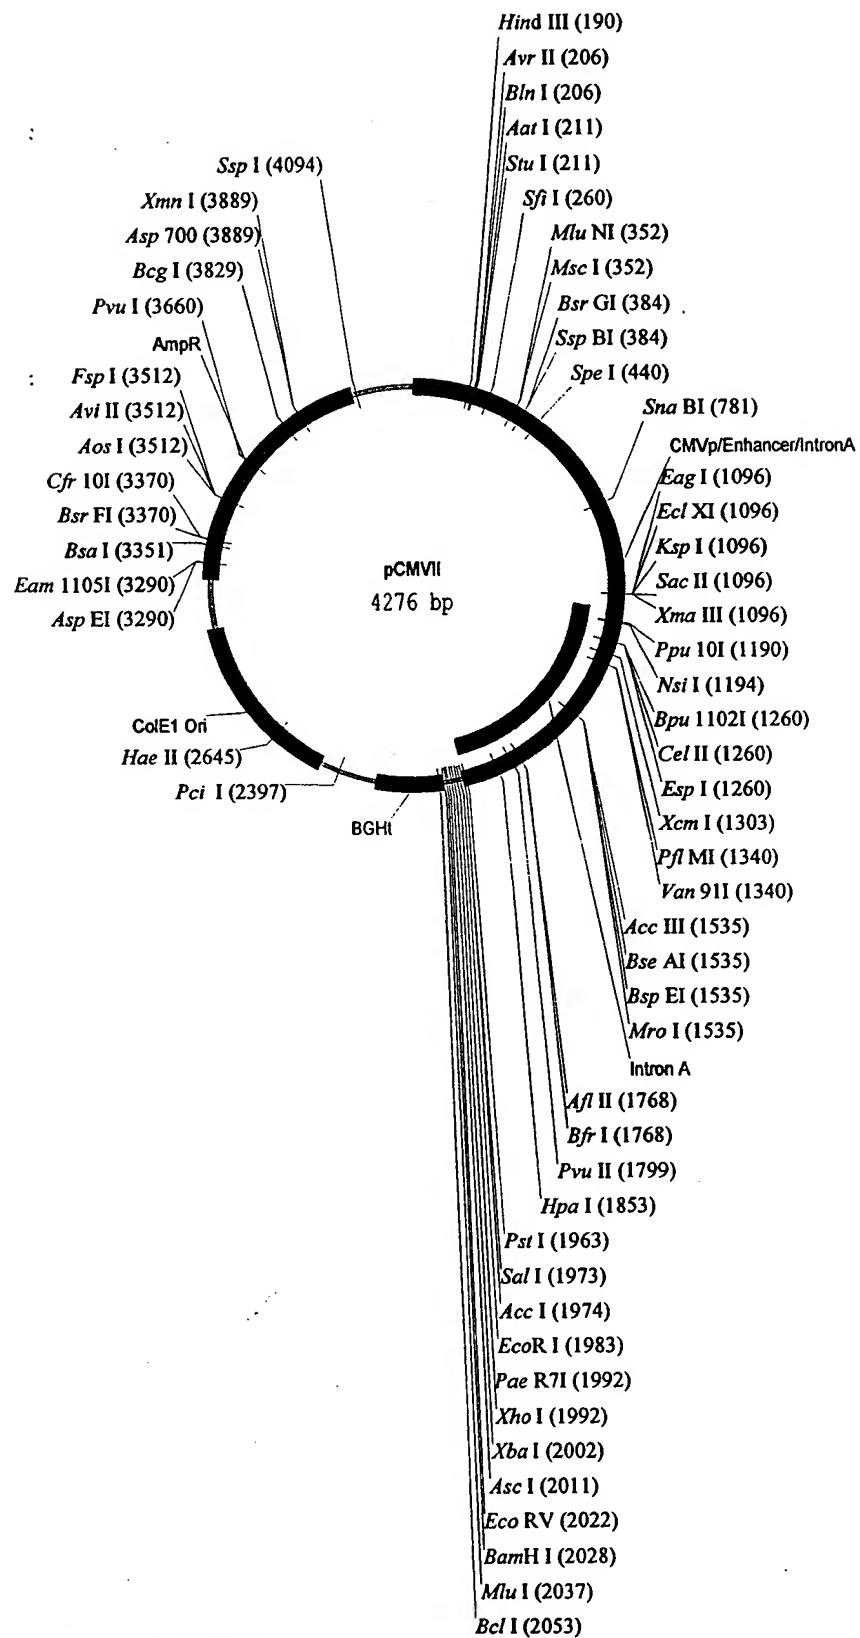 Hind III (190)
Avr II (206)
Bln I (206)
Aat I (211)
Stu I (211)
Sfi I (260)
Mlu NI (352)
Msc I (352)
Bsr GI (384)
Ssp BI (384)
Spe I (440)
Sna BI (781)
CMVp/Enhancer/IntronA
Eag I (1096)
Ecl XI (1096)
Ksp I (1096)
Sac II (1096)
Xma III (1096)
Ppu 10I (1190)
Nsi I (1194)
Bpu 1102I (1260)
Cel II (1260)
Esp I (1260)
Xcm I (1303)
Pfl MI (1340)
Van 91I (1340)
Acc III (1535)
Bse AI (1535)
Bsp EI (1535)
Mro I (1535)
Intron A
Afl II (1768)
Bfr I (1768)
Pvu II (1799)
Hpa I (1853)
Pst I (1963)
Sal I (1973)
Acc I (1974)
EcoR I (1983)
Pae R7I (1992)
Xho I (1992)
Xba I (2002)
Asc I (2011)
Eco RV (2022)
BamH I (2028)
Mlu I (2037)
Bcl I (2053)
BGHt
Pci I (2397)
Hae II (2645)
ColE1 Ori
Asp EI (3290)
Eam 1105I (3290)
Bsa I (3351)
Bsr FI (3370)
Cfr 10I (3370)
Aos I (3512)
Avi II (3512)
Fsp I (3512)
AmpR
Pvu I (3660)
Bcg I (3829)
Asp 700 (3889)
Xmn I (3889)
Ssp I (4094)
pCMVII
4276 bp